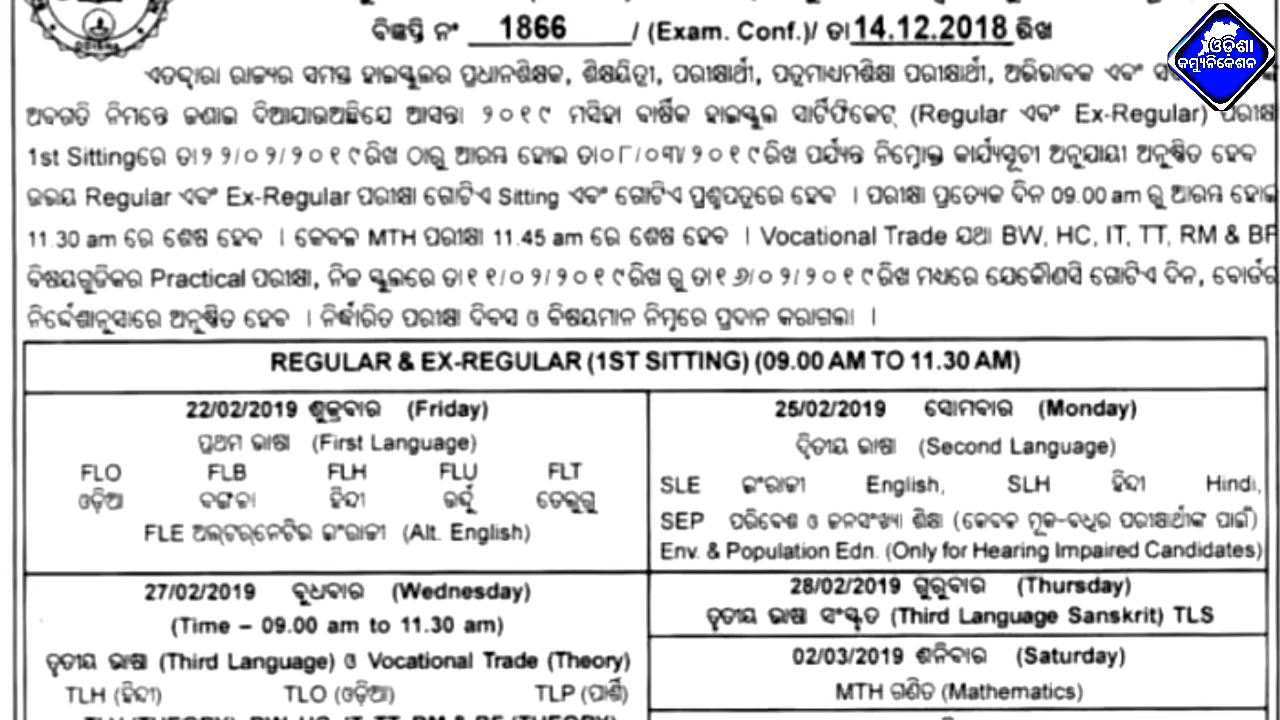 ବିଜ୍ଞପ୍ତି ନଂ 1866 / (Exam. Conf.)/ ତା 14.12.2018 ରିଖ
ଓଡ଼ିଶା
କମ୍ୟୁନିକେଶନ
ଏତଦ୍ଦ୍ୱାରା ରାଜ୍ୟର ସମସ୍ତ ହାଇସ୍କୁଲର ପ୍ରଧାନଶିକ୍ଷକ, ଶିକ୍ଷୟିତ୍ରୀ, ପରୀକ୍ଷାର୍ଥୀ, ପତ୍ରମାଧ୍ୟମଶିକ୍ଷା ପରୀକ୍ଷାର୍ଥୀ, ଅଭିଭାବକ ଏବଂ
ଅବଗତି ନିମନ୍ତେ ଜଣାଇ ଦିଆଯାଉଅଛିଯେ ଆସନ୍ତା ୨୦୧୯ ମସିହା ବାର୍ଷିକ ହାଇସ୍କୁଲ ସାର୍ଟିଫିକେଟ୍ (Regular ଏବଂ Ex-Regular) ପରୀକ୍ଷା
1st Sittingରେ ତା୨୨/୦୨/୨୦୧୯ରିଖ ଠାରୁ ଆରମ୍ଭ ହୋଇ ତା୦୮/୦୩/୨୦୧୯ରିଖ ପର୍ଯ୍ୟନ୍ତ ନିମ୍ନୋକ୍ତ କାର୍ଯ୍ୟସୂଚୀ ଅନୁଯାୟୀ ଅନୁଷ୍ଠିତ ହେବ
ଉଭୟ Regular ଏବଂ Ex-Regular ପରୀକ୍ଷା ଗୋଟିଏ Sitting ଏବଂ ଗୋଟିଏ ପ୍ରଶ୍ନପତ୍ରରେ ହେବ । ପରୀକ୍ଷା ପ୍ରତ୍ୟେକ ଦିନ 09.00 am ରୁ ଆରମ୍ଭ ହୋଇ
11.30 am ରେ ଶେଷ ହେବ । କେବଳ MTH ପରୀକ୍ଷା 11.45 am ରେ ଶେଷ ହେବ । Vocational Trade ଯଥା BW, HC, IT, TT, RM & BF
ବିଷୟଗୁଡ଼ିକର Practical ପରୀକ୍ଷା, ନିଜ ସ୍କୁଲରେ ତା୧୧/୦୨/୨୦୧୯ରିଖ ରୁ ତା୧୬/୦୨/୨୦୧୯ରିଖ ମଧ୍ୟରେ ଯେକୌଣସି ଗୋଟିଏ ଦିନ, ବୋର୍ଡର
ନିର୍ଦ୍ଦେଶାନୁସାରେ ଅନୁଷ୍ଠିତ ହେବ । ନିର୍ଦ୍ଧାରିତ ପରୀକ୍ଷା ଦିବସ ଓ ବିଷୟମାନ ନିମ୍ନରେ ପ୍ରଦାନ କରାଗଲା ।
REGULAR & EX-REGULAR (1ST SITTING) (09.00 AM TO 11.30 AM)
22/02/2019 ଶୁକ୍ରବାର (Friday)
ପ୍ରଥମ ଭାଷା (First Language)
FLO FLB FLH FLU FLT
ଓଡ଼ିଆ ବଙ୍ଗଳା ହିନ୍ଦୀ ଉର୍ଦ୍ଦୁ ତେଲୁଗୁ
FLE ଅଲ୍‌ଟର୍‌ନେଟିଭ ଇଂରାଜୀ (Alt. English)
25/02/2019 ସୋମବାର (Monday)
ଦ୍ୱିତୀୟ ଭାଷା (Second Language)
SLE ଇଂରାଜୀ English, SLH ହିନ୍ଦୀ Hindi,
SEP ପରିବେଶ ଓ ଜନସଂଖ୍ୟା ଶିକ୍ଷା (କେବଳ ମୂକ-ବଧିର ପରୀକ୍ଷାର୍ଥୀଙ୍କ ପାଇଁ)
Env. & Population Edn. (Only for Hearing Impaired Candidates)
27/02/2019 ବୁଧବାର (Wednesday)
(Time – 09.00 am to 11.30 am)
ତୃତୀୟ ଭାଷା (Third Language) ଓ Vocational Trade (Theory)
TLH (ହିନ୍ଦୀ) TLO (ଓଡ଼ିଆ) TLP (ପାର୍ଶି)
28/02/2019 ଗୁରୁବାର (Thursday)
ତୃତୀୟ ଭାଷା ସଂସ୍କୃତ (Third Language Sanskrit) TLS
02/03/2019 ଶନିବାର (Saturday)
MTH ଗଣିତ (Mathematics)